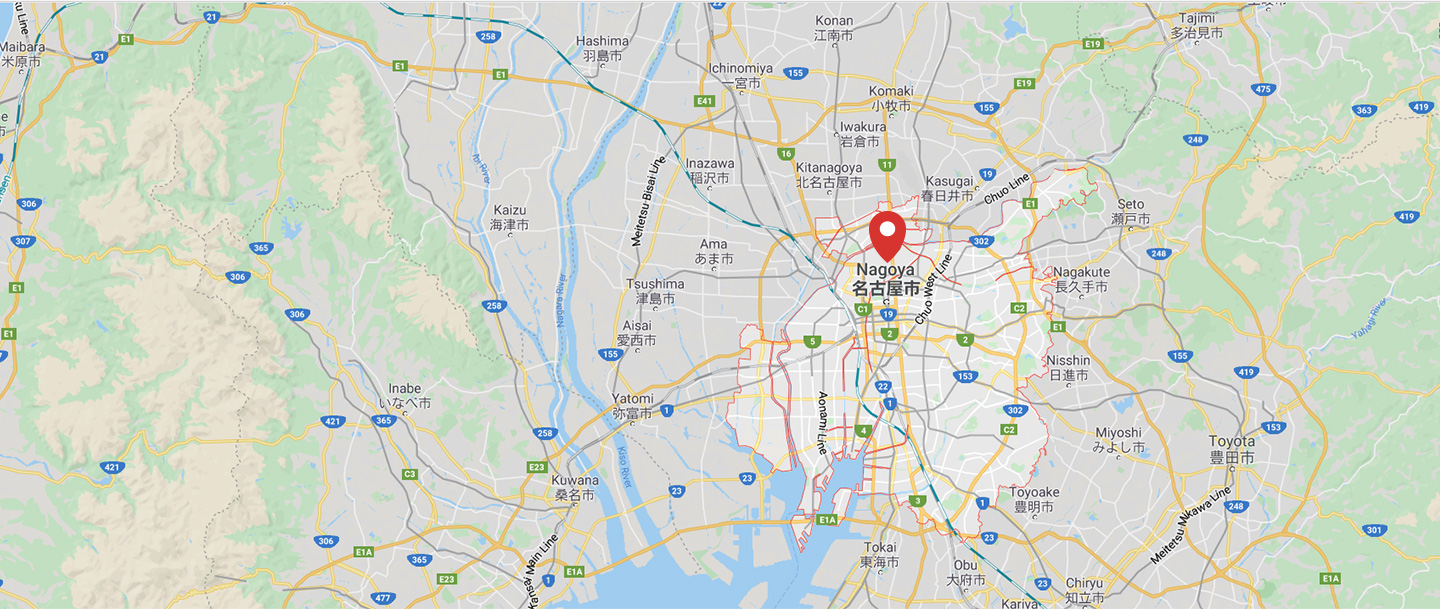 Konan
江南市
Tajimi
多治見市
21
258
E1
Hashima
羽島市
E19
Maibara
米原市
21
E1
E1
Ichinomiya
一宮市
155
E19
E41
Komaki
小牧市
155
475
363
419
Iwakura
岩倉市
248
16
11
Ibi River
Meitetsu Bisai Line
Inazawa
稲沢市
Kitanagoya
北名古屋市
Kasugai
春日井市
19
Chuo Line
306
Kaizu
海津市
E1
Seto
瀬戸市
419
307
365
Ama
あま市
302
248
306
Nagoya
名古屋市
Nagakute
長久手市
E1
Tsushima
津島市
Chuo West Line
258
Nagara River
306
C1
19
C2
Yahagi River
E1
Aisai
愛西市
2
E1
5
2
155
155
Nisshin
日進市
153
419
Inabe
いなべ市
22
Yatomi
弥富市
1
1
302
421
365
Aonami Line
258
4
C2
153
Miyoshi
みよし市
Toyota
豊田市
421
E23
Kiso River
C3
23
Kuwana
桑名市
23
3
1
Toyoake
豊明市
248
Meitetsu Mikawa Line
E1A
301
306
23
E1A
365
Kansai Main Line
Tokai
東海市
Obu
大府市
E23
1
E1A
23
Chiryu
知立市
E1A
477
Kariya